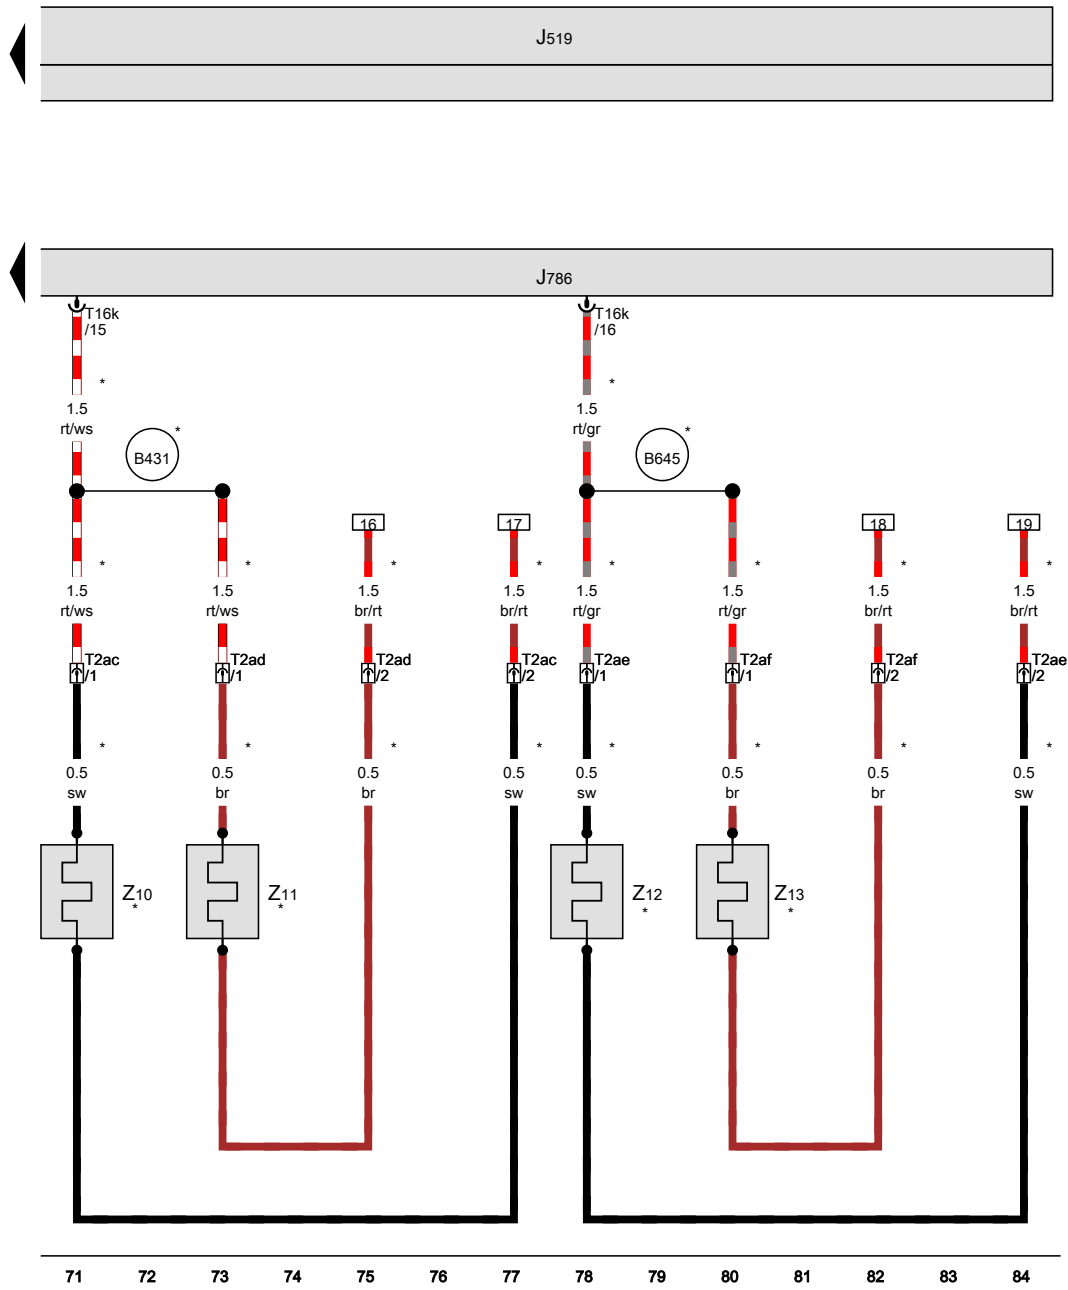 J519
J786
T16k
/15
T16k
/16
*
*
1.5
rt/ws
1.5
rt/gr
*
B431
*
B645
16
17
18
19
*
*
*
*
*
*
*
*
1.5
rt/ws
1.5
rt/ws
1.5
br/rt
1.5
br/rt
1.5
rt/gr
1.5
rt/gr
1.5
br/rt
1.5
br/rt
T2ac
/1
T2ad
/1
T2ad
/2
T2ac
/2
T2ae
/1
T2af
/1
T2af
/2
T2ae
/2
*
*
*
*
*
*
*
*
0.5
sw
0.5
br
0.5
br
0.5
sw
0.5
sw
0.5
br
0.5
br
0.5
sw
Z10
*
Z11
*
Z12
*
Z13
*
71 72 73 74 75 76 77 78 79 80 81 82 83 84